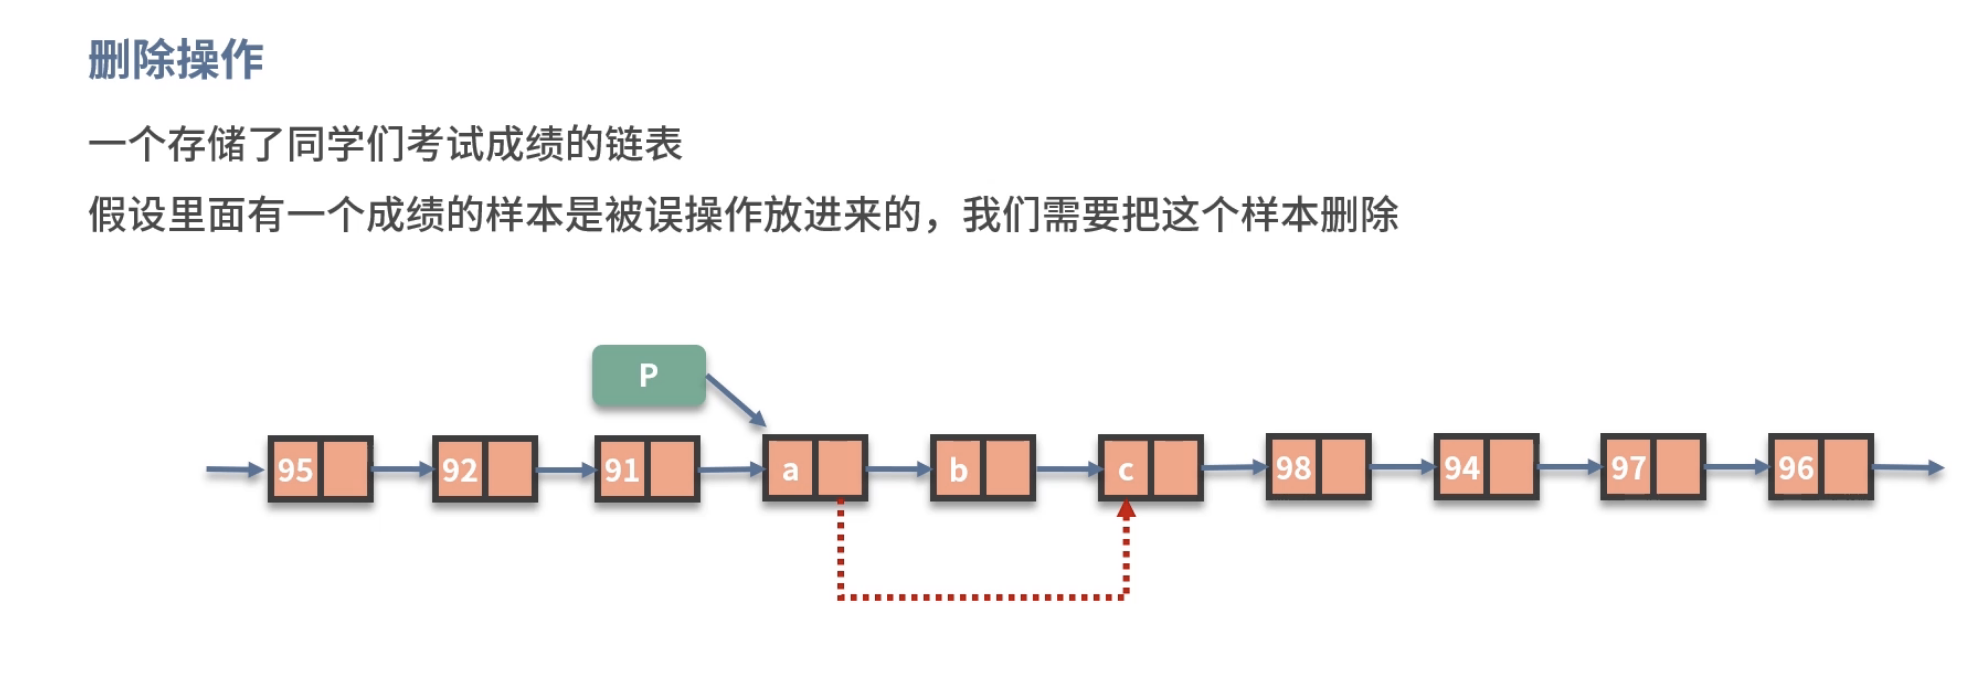 删除操作
一个存储了同学们考试成绩的链表
假设里面有一个成绩的样本是被误操作放进来的，我们需要把这个样本删除
P
95 92 91 a b c 98 94 97 96